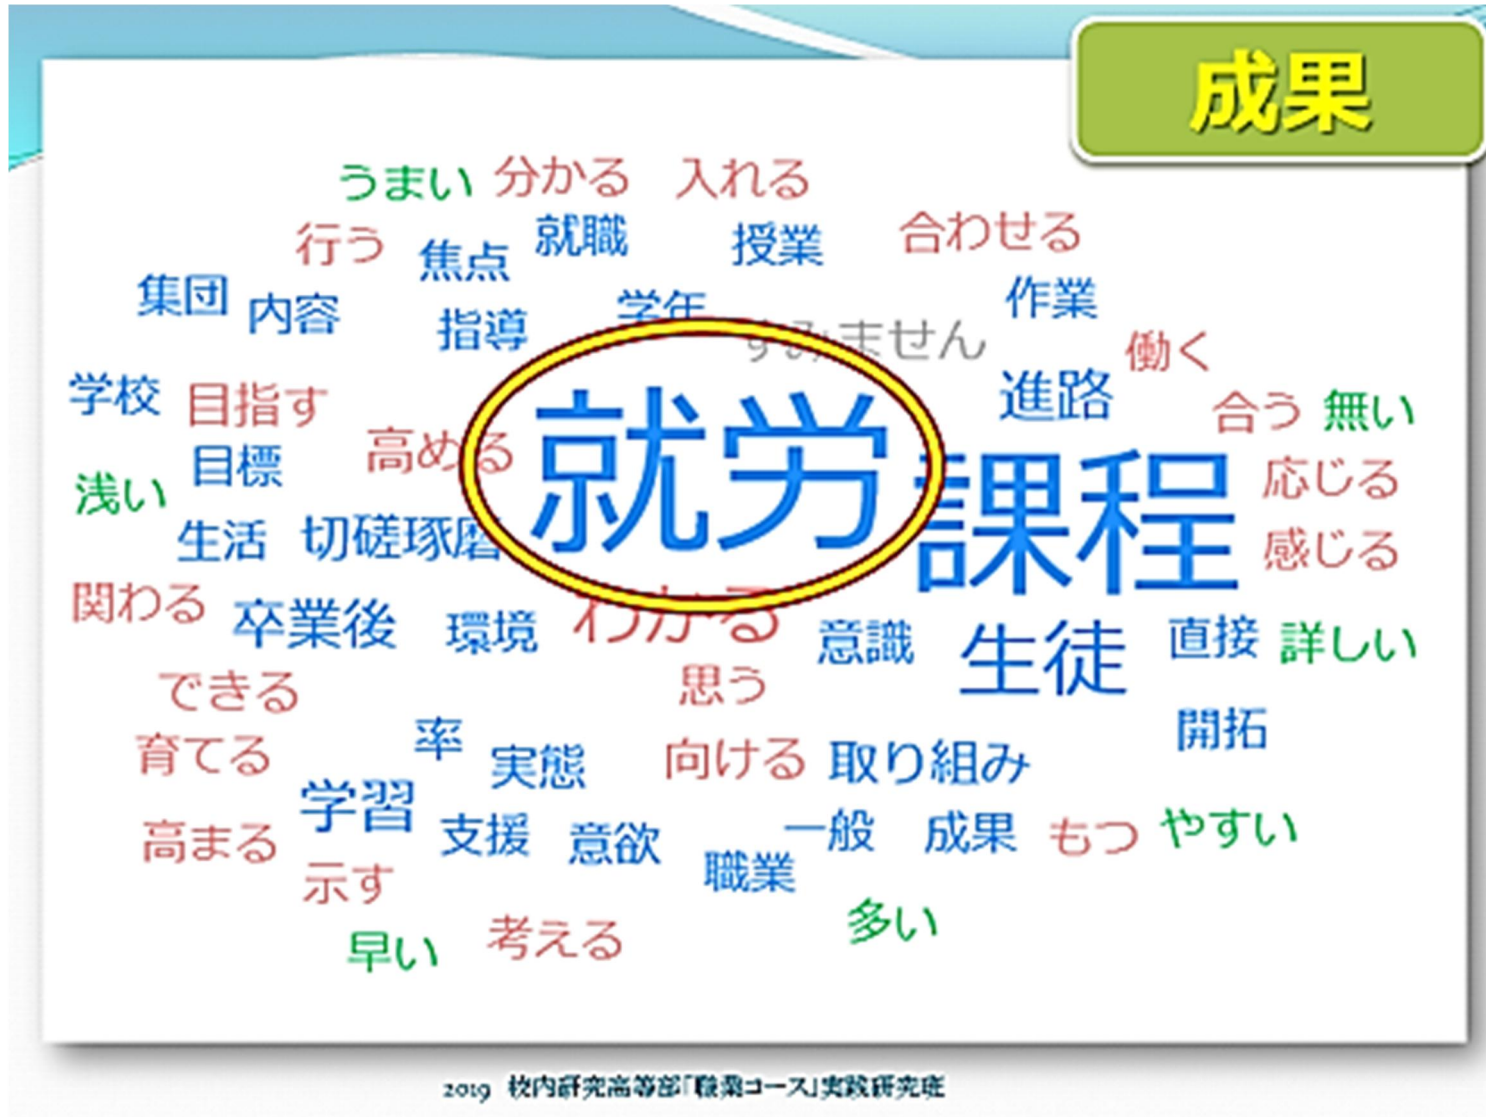 成果
うまい 分かる 入れる
行う 焦点 就職 授業 合わせる
集団 内容 指導 学年 すみません 作業
学校 目指す 高める 就労 進路 働く
浅い 目標 課程 合う 無い
生活 切磋琢磨 応じる
感じる
関わる 卒業後 環境 わかる 意識 生徒 直接 詳しい
できる 思う
育てる 率 実態 向ける 取り組み 開拓
高まる 学習 支援 意欲 職業 一般 成果 もつ やすい
示す
早い 考える 多い
2019 校内研究高等部「職業コース」実践研究班